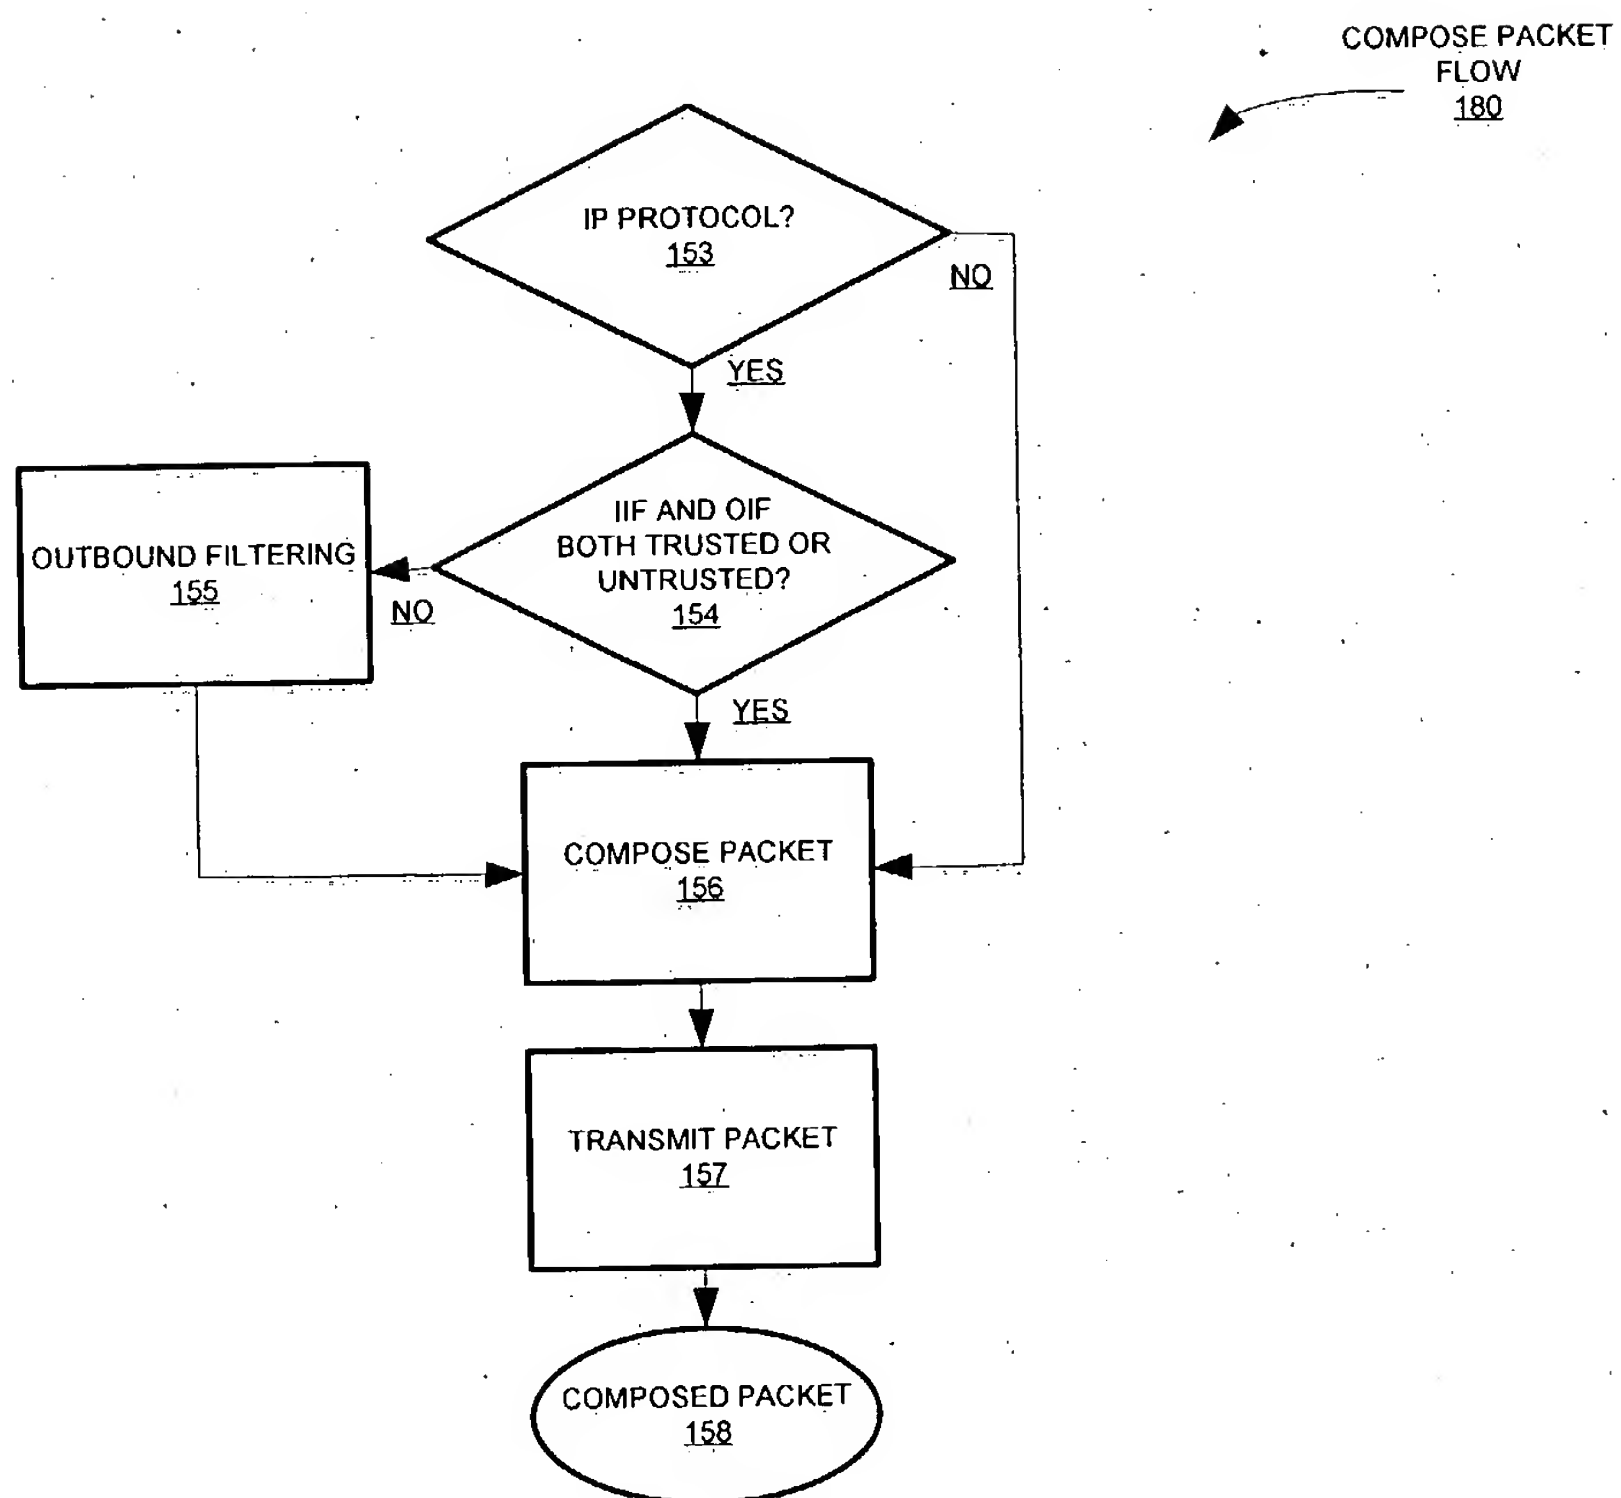 COMPOSE PACKET
FLOW
180
IP PROTOCOL?
153
NO
YES
IIF AND OIF
BOTH TRUSTED OR
UNTRUSTED?
154
OUTBOUND FILTERING
155
NO
YES
COMPOSE PACKET
156
TRANSMIT PACKET
157
COMPOSED PACKET
158